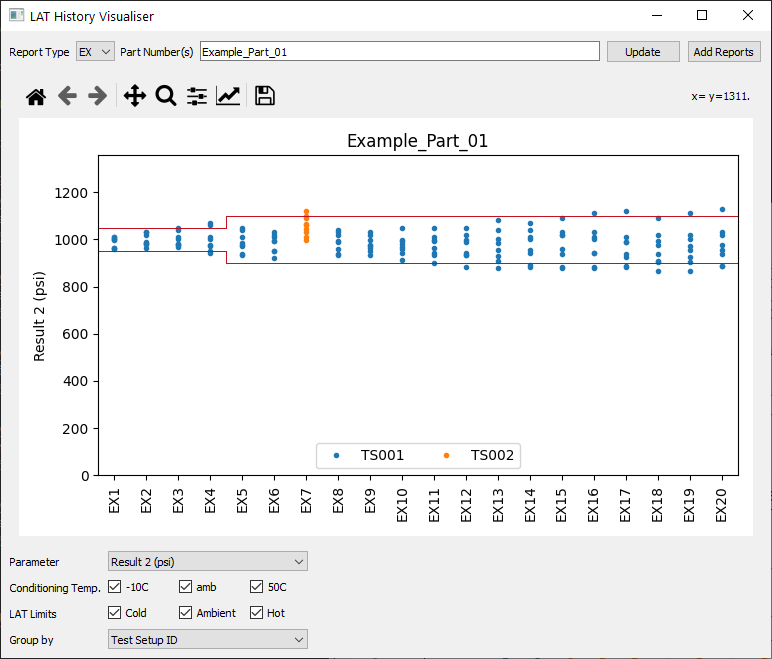 LAT History Visualiser
Report Type EX Part Number(s) Example_Part_01 Update Add Reports
x= y=1311.
Example_Part_01
Result 2 (psi)
1200
1000
800
600
400
200
0
TS001 TS002
EX1 EX2 EX3 EX4 EX5 EX6 EX7 EX8 EX9 EX10 EX11 EX12 EX13 EX14 EX15 EX16 EX17 EX18 EX19 EX20
Parameter Result 2 (psi)
Conditioning Temp. -10C amb 50C
LAT Limits Cold Ambient Hot
Group by Test Setup ID